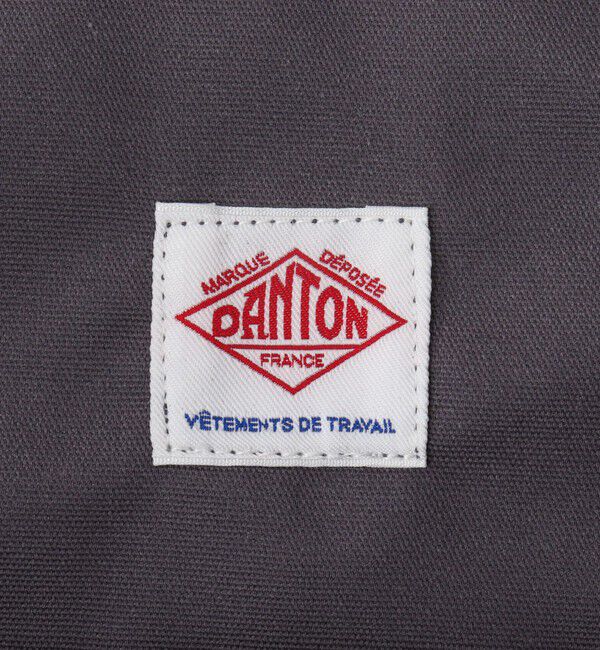 MARQUE DÉPOSÉE
DANTON
FRANCE
VÊTEMENTS DE TRAVAIL